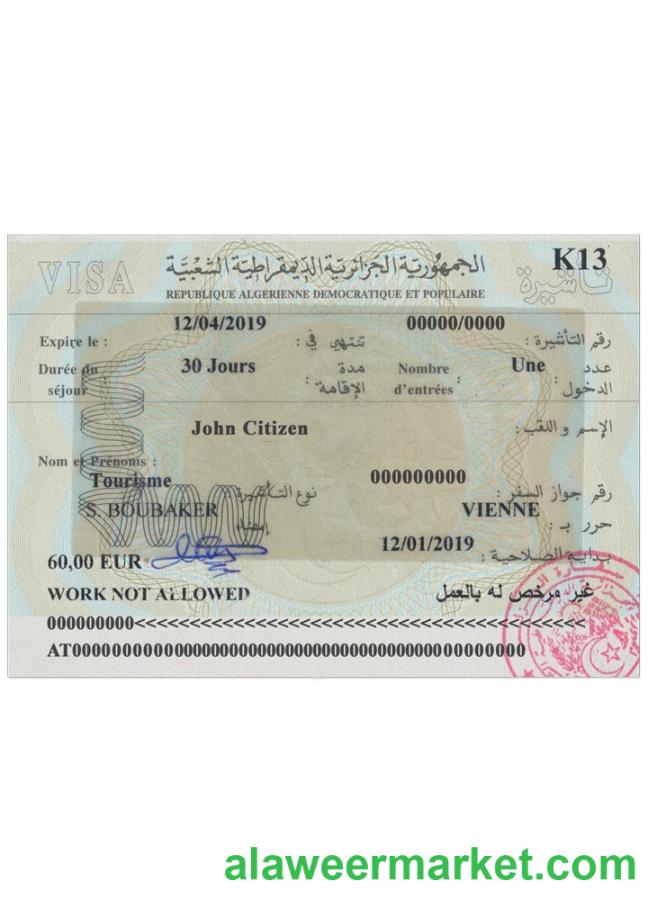 VISA الجمهورية الجزائرية الديمقراطية الشعبية تأشيرة K13
REPUBLIQUE ALGERIENNE DEMOCRATIQUE ET POPULAIRE
12/04/2019 00000/0000
Expire le : تنتهي في : رقم التأشيرة :
Durée du séjour : 30 Jours مدة الإقامة : Nombre d'entrées : Une عدد الدخول :
John Citizen الإسم و اللقب :
Nom et Prénoms :
Tourisme نوع التأشيرة 000000000 رقم جواز السفر :
S. BOUBAKER إمضاء VIENNE حرر بـ :
60,00 EUR 12/01/2019 بداية الصلاحية :
WORK NOT ALLOWED غير مرخص له بالعمل
000000000<<<<<<<<<<<<<<<<<<<<<<<<<<<<<<<<<<<<<<<
AT00000000000000000000000000000000000000000000
alaweermarket.com